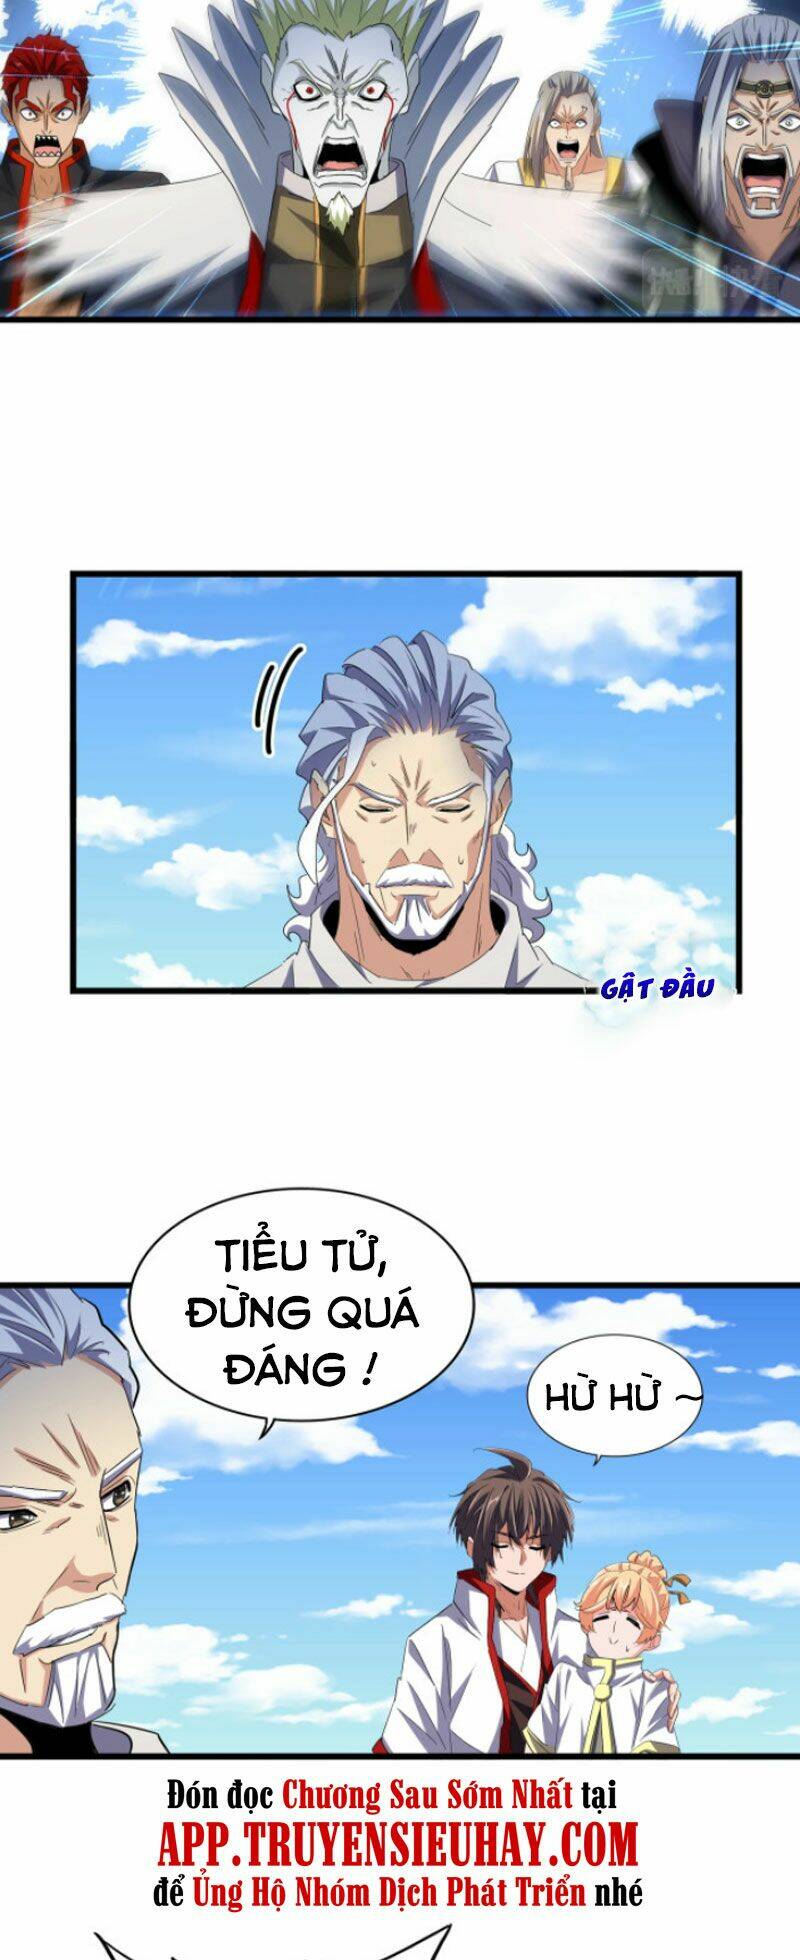 GẬT ĐẦU
TIỂU TỬ,
ĐỪNG QUÁ
ĐÁNG !
HỪ HỪ ~
Đón đọc Chương Sau Sớm Nhất tại
APP.TRUYENSIEUHAY.COM
để Ủng Hộ Nhóm Dịch Phát Triển nhé